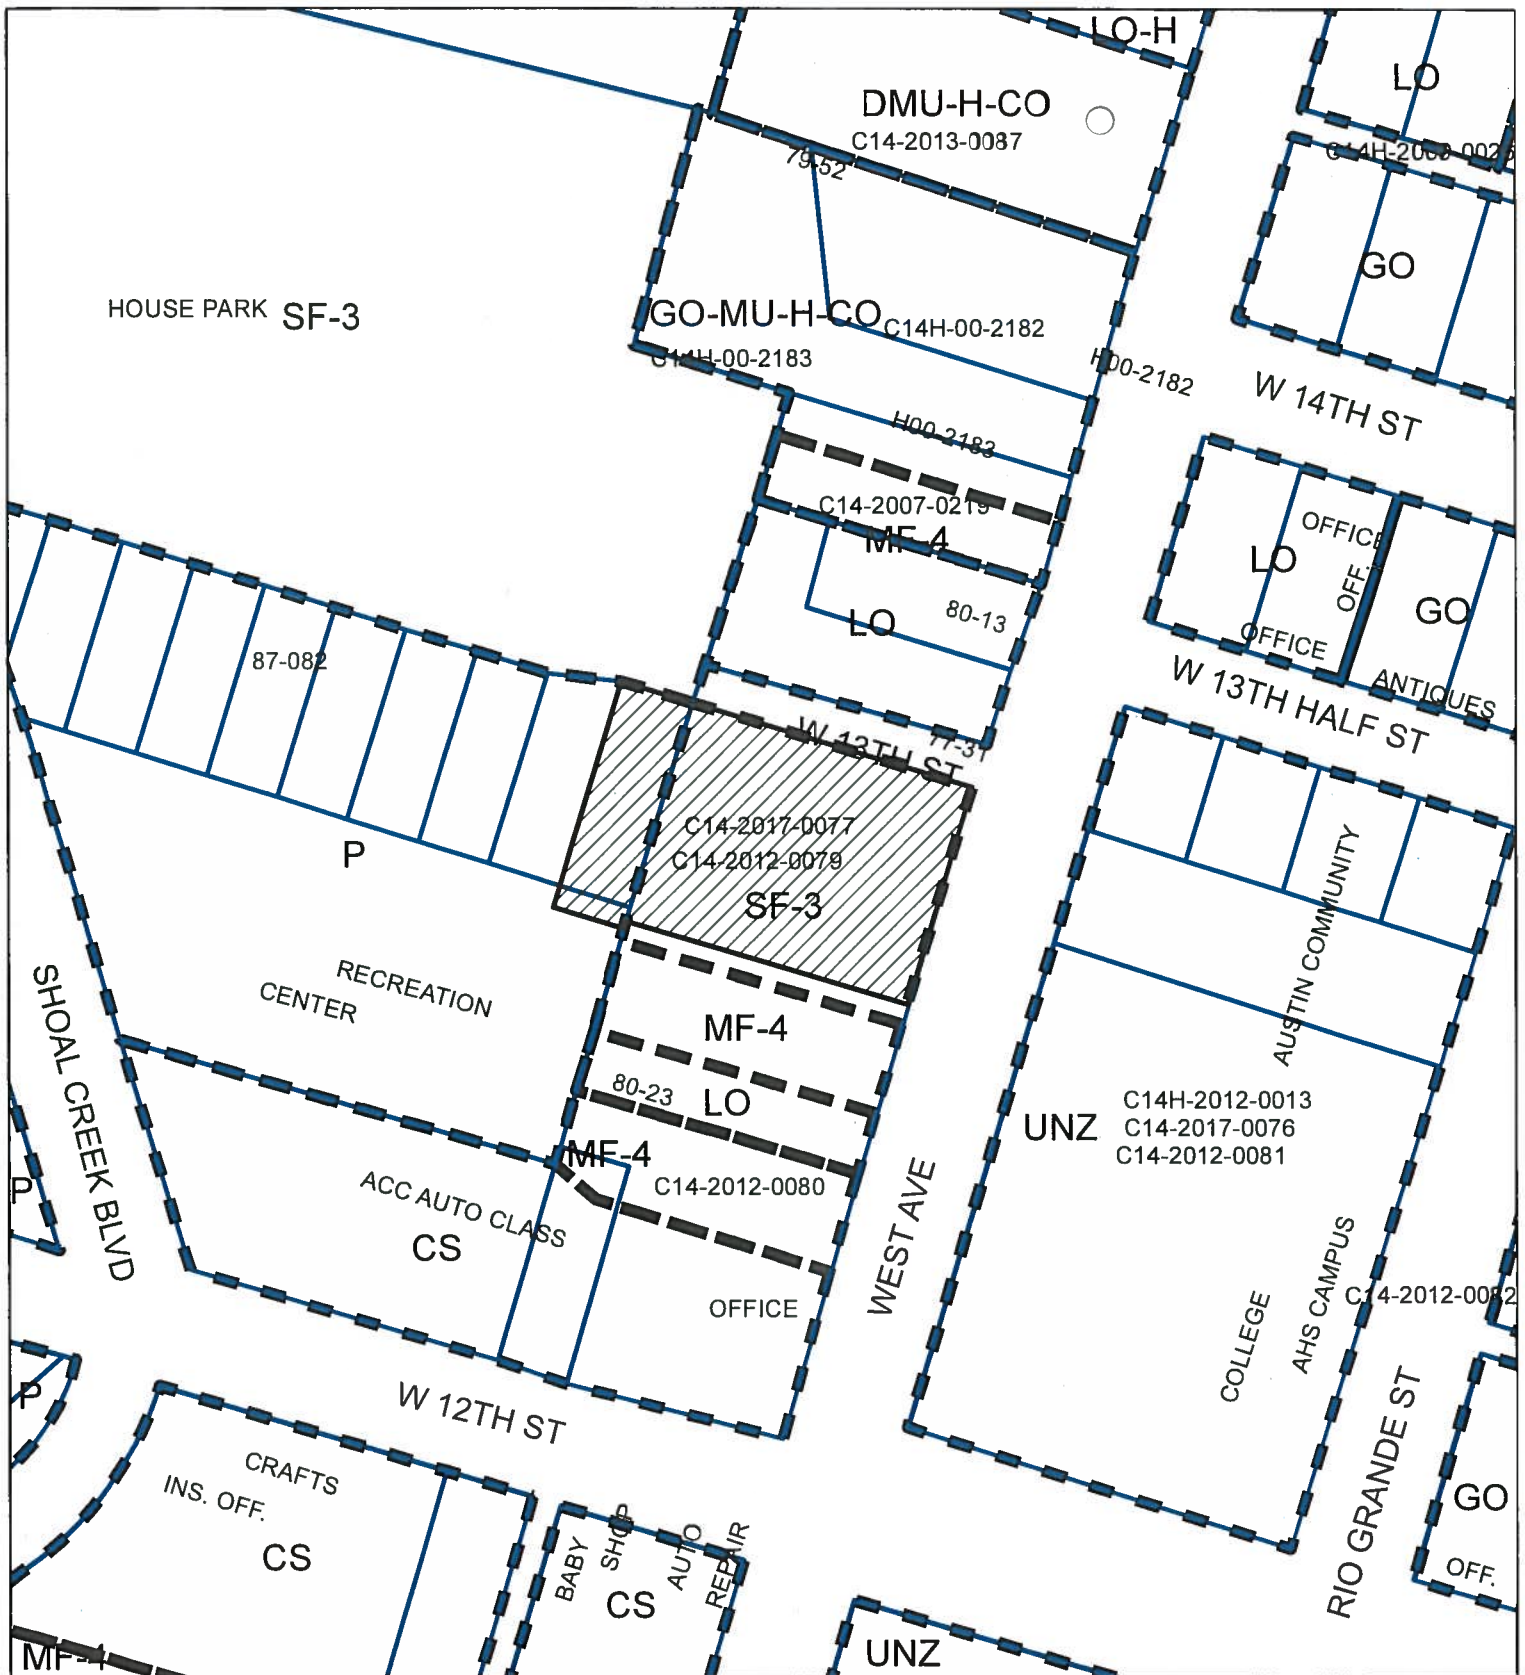 LO-H
LO
DMU-H-CO
C14-2013-0087
79-52
GO
HOUSE PARK SF-3
GO-MU-H-CO
C14H-00-2182
C14H-00-2183
H00-2182
W 14TH ST
H00-2183
C14-2007-0219
MF-4
OFFICE
LO
OFF.
GO
LO
80-13
OFFICE
87-082
W 13TH HALF ST
ANTIQUES
W 13TH ST
77-31
C14-2017-0077
C14-2012-0079
SF-3
P
AUSTIN COMMUNITY
RECREATION
CENTER
SHOAL CREEK BLVD
MF-4
80-23
LO
UNZ
C14H-2012-0013
C14-2017-0076
C14-2012-0081
MF-4
C14-2012-0080
P
ACC AUTO CLASS
CS
WEST AVE
OFFICE
COLLEGE
AHS CAMPUS
C14-2012-0082
P
W 12TH ST
RIO GRANDE ST
CRAFTS
INS. OFF.
CS
GO
OFF.
BABY
SHOP
AUTO
REPAIR
CS
MF-4
UNZ